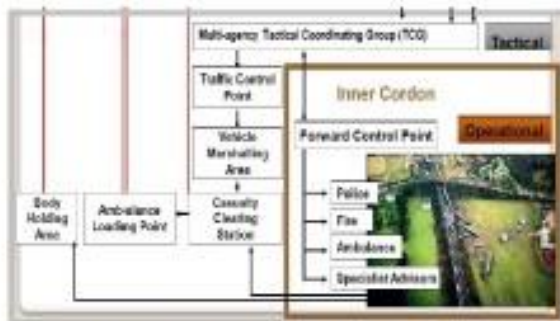 Multi-agency Tactical Coordinating Group (TCG)
Tactical
Traffic Control
Point
Inner Cordon
Vehicle
Marshalling
Area
Forward Control Point
Operational
Body
Holding
Area
Ambulance
Loading Point
Casualty
Clearing
Station
Police
Fire
Ambulance
Specialist Advisors